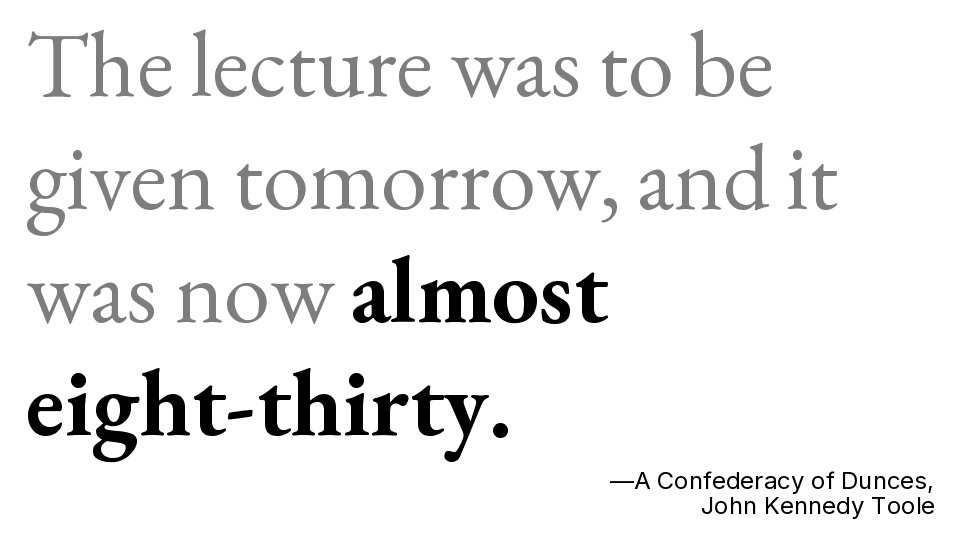 The lecture was to be
given tomorrow, and it
was now almost
eight-thirty.
—A Confederacy of Dunces,
John Kennedy Toole